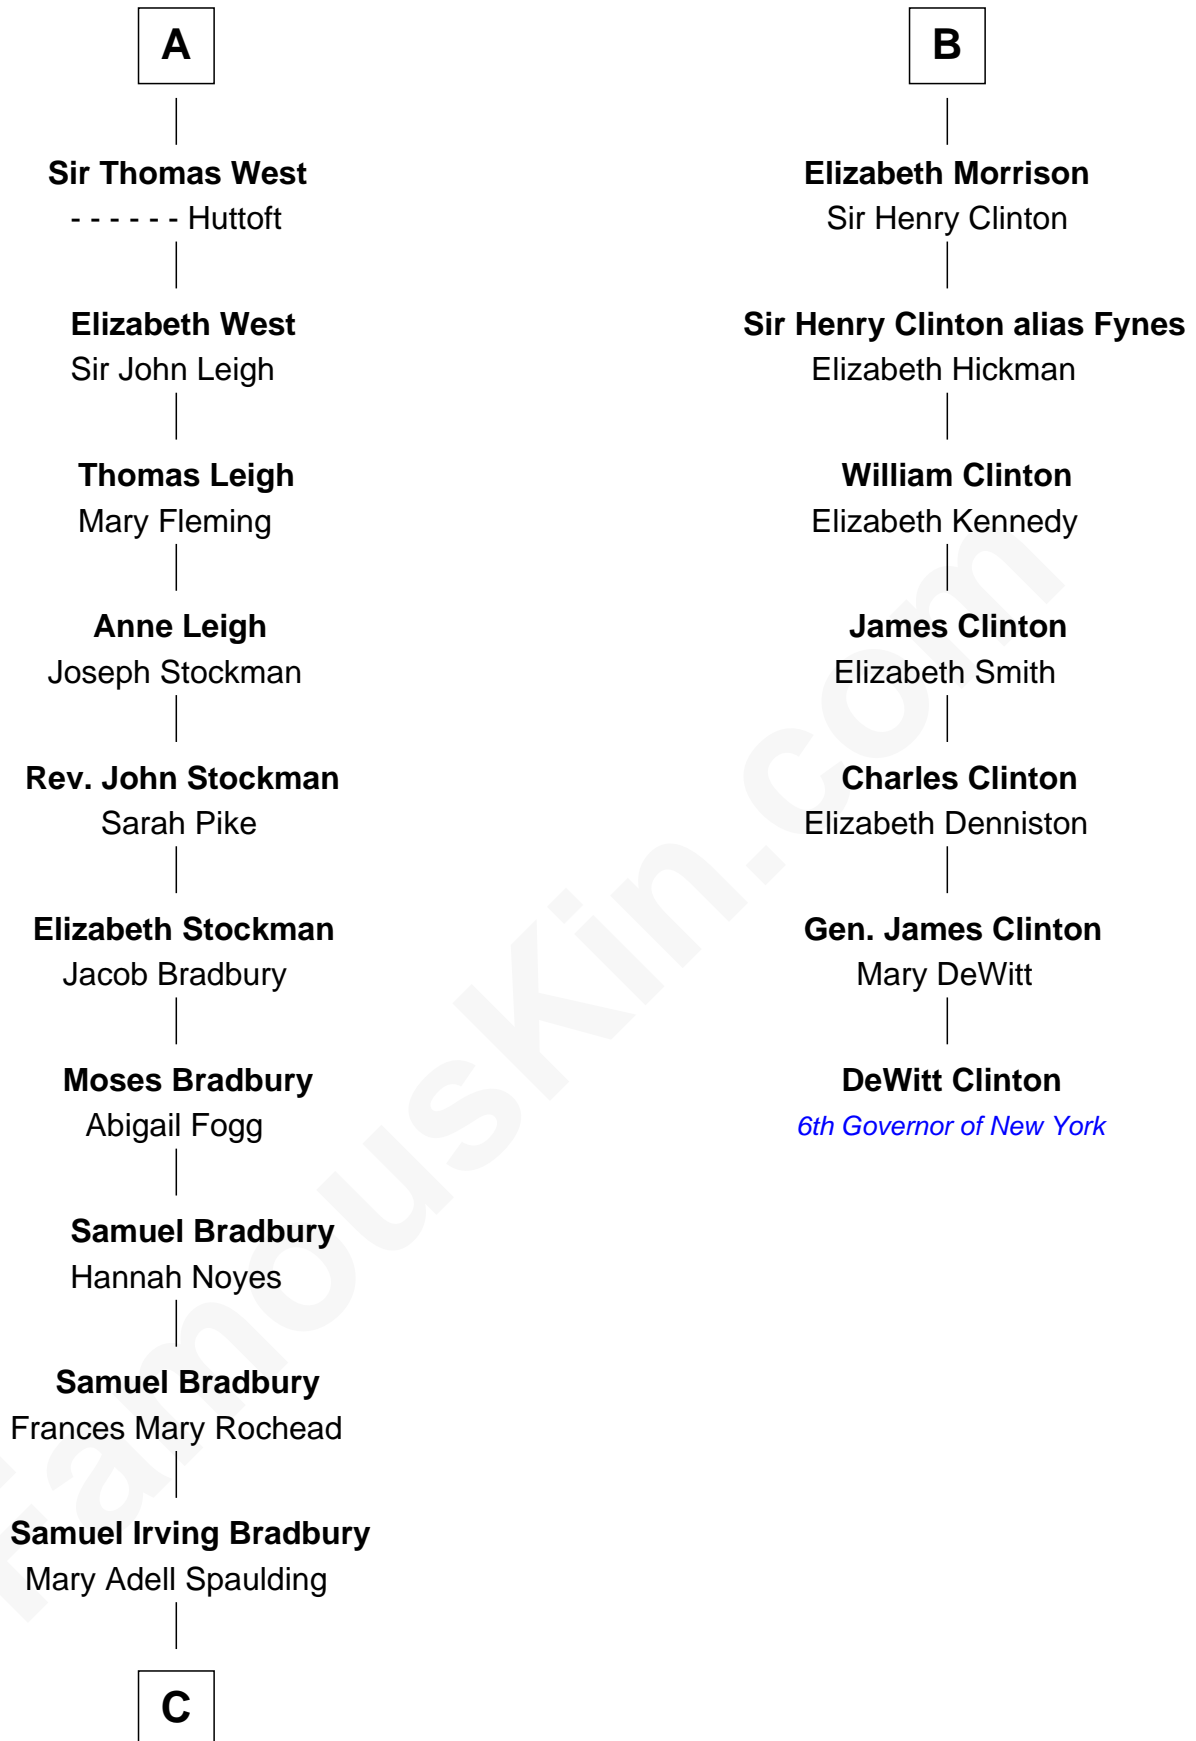 A
Sir Thomas West
- - - - - - Huttoft
Elizabeth West
Sir John Leigh
Thomas Leigh
Mary Fleming
Anne Leigh
Joseph Stockman
Rev. John Stockman
Sarah Pike
Elizabeth Stockman
Jacob Bradbury
Moses Bradbury
Abigail Fogg
Samuel Bradbury
Hannah Noyes
Samuel Bradbury
Frances Mary Rochead
Samuel Irving Bradbury
Mary Adell Spaulding
C
B
Elizabeth Morrison
Sir Henry Clinton
Sir Henry Clinton alias Fynes
Elizabeth Hickman
William Clinton
Elizabeth Kennedy
James Clinton
Elizabeth Smith
Charles Clinton
Elizabeth Denniston
Gen. James Clinton
Mary DeWitt
DeWitt Clinton
6th Governor of New York
FamousKin.com